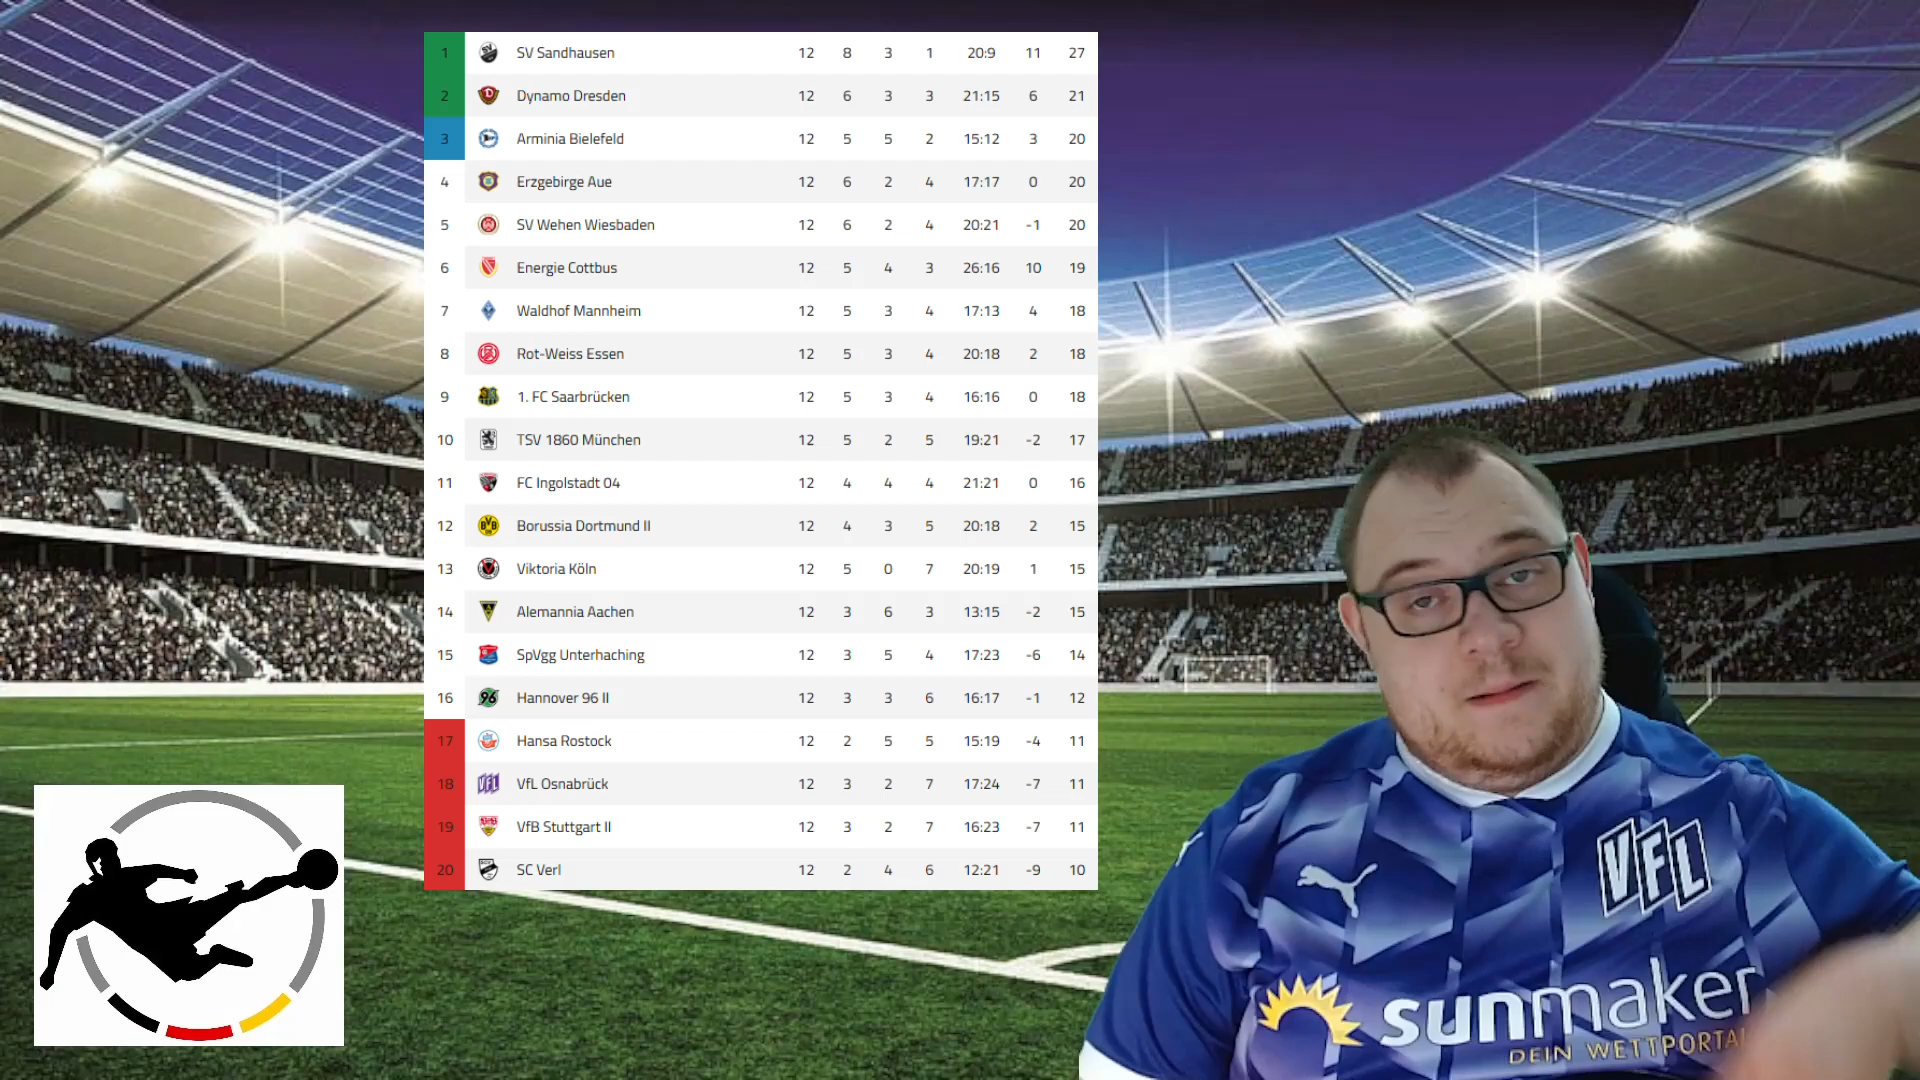 1 SV Sandhausen 12 8 3 1 20:9 11 27
2 Dynamo Dresden 12 6 3 3 21:15 6 21
3 Arminia Bielefeld 12 5 5 2 15:12 3 20
4 Erzgebirge Aue 12 6 2 4 17:17 0 20
5 SV Wehen Wiesbaden 12 6 2 4 20:21 -1 20
6 Energie Cottbus 12 5 4 3 26:16 10 19
7 Waldhof Mannheim 12 5 3 4 17:13 4 18
8 Rot-Weiss Essen 12 5 3 4 20:18 2 18
9 1. FC Saarbrücken 12 5 3 4 16:16 0 18
10 TSV 1860 München 12 5 2 5 19:21 -2 17
11 FC Ingolstadt 04 12 4 4 4 21:21 0 16
12 Borussia Dortmund II 12 4 3 5 20:18 2 15
13 Viktoria Köln 12 5 0 7 20:19 1 15
14 Alemannia Aachen 12 3 6 3 13:15 -2 15
15 SpVgg Unterhaching 12 3 5 4 17:23 -6 14
16 Hannover 96 II 12 3 3 6 16:17 -1 12
17 Hansa Rostock 12 2 5 5 15:19 -4 11
18 VfL Osnabrück 12 3 2 7 17:24 -7 11
19 VfB Stuttgart II 12 3 2 7 16:23 -7 11
20 SC Verl 12 2 4 6 12:21 -9 10
VFL
sunmaker
DEIN WETTPORTAL